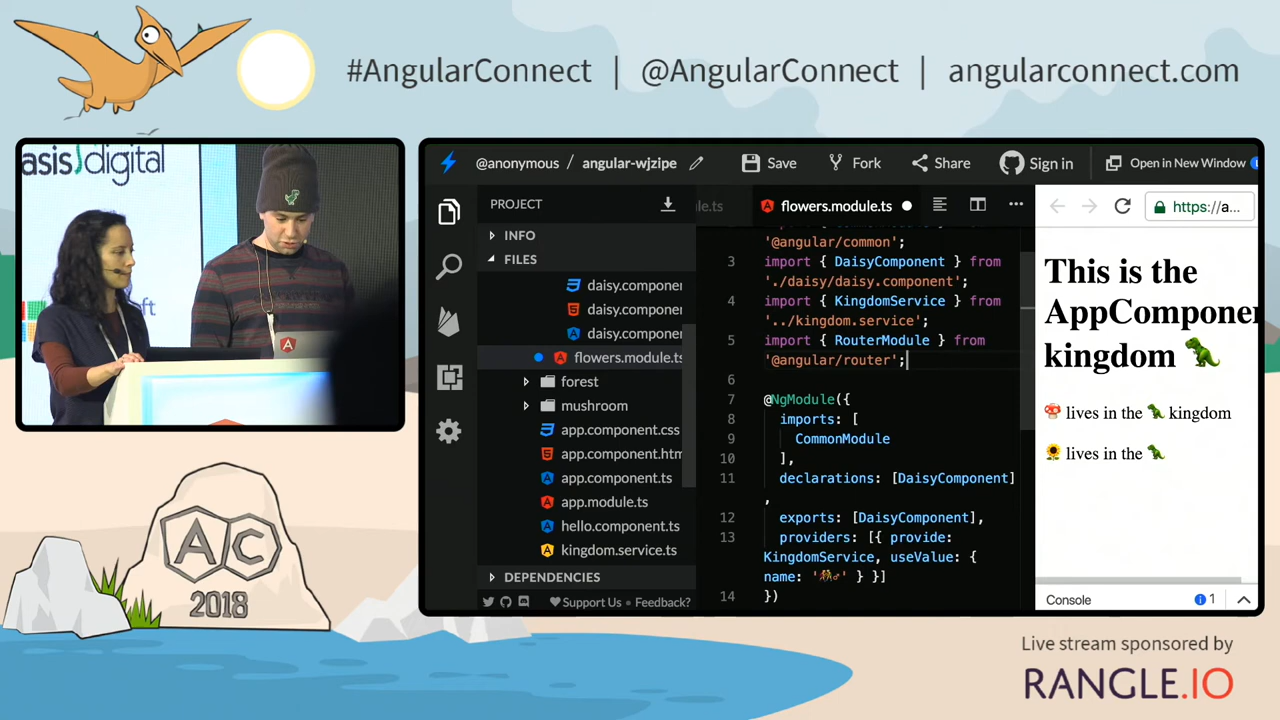 #AngularConnect | @AngularConnect | angularconnect.com
asis digital
@anonymous / angular-wjzipe
Save
Fork
Share
Sign in
Open in New Window
PROJECT
INFO
FILES
daisy.componer
daisy.componer
daisy.componer
flowers.module.ts
forest
mushroom
app.component.css
app.component.htm
app.component.ts
app.module.ts
hello.component.ts
kingdom.service.ts
DEPENDENCIES
Support Us • Feedback?
le.ts
flowers.module.ts
'@angular/common';
3 import { DaisyComponent } from
'./daisy/daisy.component';
4 import { KingdomService } from
'../kingdom.service';
5 import { RouterModule } from
'@angular/router';
6
7 @NgModule({
8 imports: [
9 CommonModule
10 ],
11 declarations: [DaisyComponent]
,
12 exports: [DaisyComponent],
13 providers: [{ provide:
KingdomService, useValue: {
name: '' } }]
14 })
https://a...
This is the
AppCompone
kingdom 🦖
🍄 lives in the 🦖 kingdom
🌻 lives in the 🦖
Console
1
AC
2018
Live stream sponsored by
RANGLE.IO